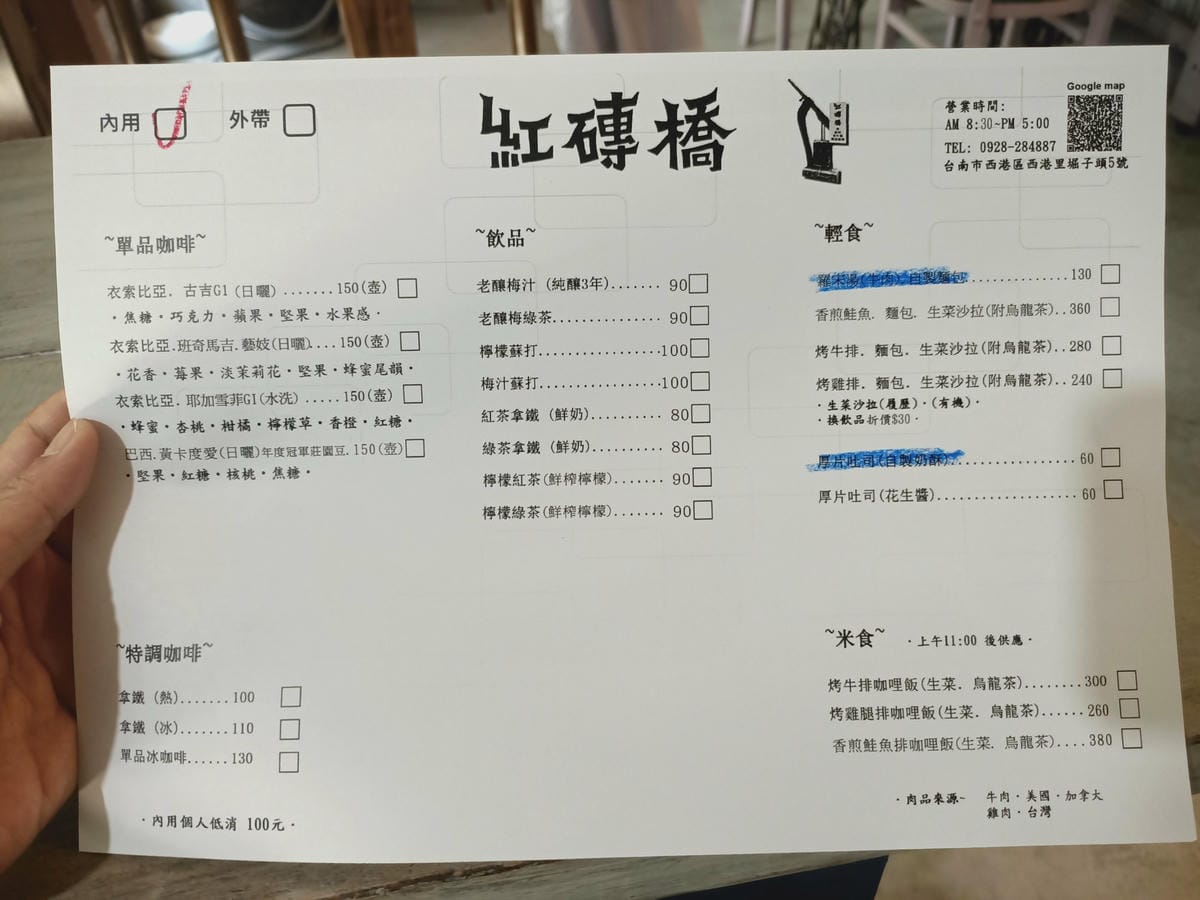 內用 外帶
紅磚橋
Google map
營業時間:
AM 8:30~PM 5:00
TEL: 0928-284887
台南市西港區西港里堀子頭5號
~單品咖啡~
衣索比亞. 古吉G1 (日曬) .......150(壺)
・焦糖・巧克力・蘋果・堅果・水果感・
衣索比亞.班奇馬吉.藝妓(日曬)....150(壺)
・花香・莓果・淡茉莉花・堅果・蜂蜜尾韻・
衣索比亞. 耶加雪菲G1(水洗) .....150(壺)
・蜂蜜・杏桃・柑橘・檸檬草・香橙・紅糖・
巴西.黃卡度愛(日曬)年度冠軍莊園豆.150(壺)
・堅果・紅糖・核桃・焦糖・
~特調咖啡~
拿鐵 (熱).......100
拿鐵 (冰).......110
單品冰咖啡......130
・內用個人低消 100元・
~飲品~
老釀梅汁 (純釀3年)....... 90
老釀梅綠茶............... 90
檸檬蘇打.................100
梅汁蘇打.................100
紅茶拿鐵 (鮮奶) ......... 80
綠茶拿鐵 (鮮奶) ......... 80
檸檬紅茶(鮮榨檸檬)....... 90
檸檬綠茶(鮮榨檸檬)....... 90
~輕食~
羅宋湯(牛肉).自製麵包.............130
香煎鮭魚. 麵包. 生菜沙拉(附烏龍茶)..360
烤牛排. 麵包. 生菜沙拉(附烏龍茶)..280
烤雞排. 麵包. 生菜沙拉(附烏龍茶)..240
・生菜沙拉(履歷)・(有機)・
・換飲品折價$30・
厚片吐司(自製奶酥)................60
厚片吐司(花生醬)..................60
~米食~ ・上午11:00 後供應・
烤牛排咖哩飯(生菜. 烏龍茶)........300
烤雞腿排咖哩飯(生菜. 烏龍茶)......260
香煎鮭魚排咖哩飯(生菜. 烏龍茶)....380
・肉品來源~ 牛肉・美國・加拿大
雞肉・台灣